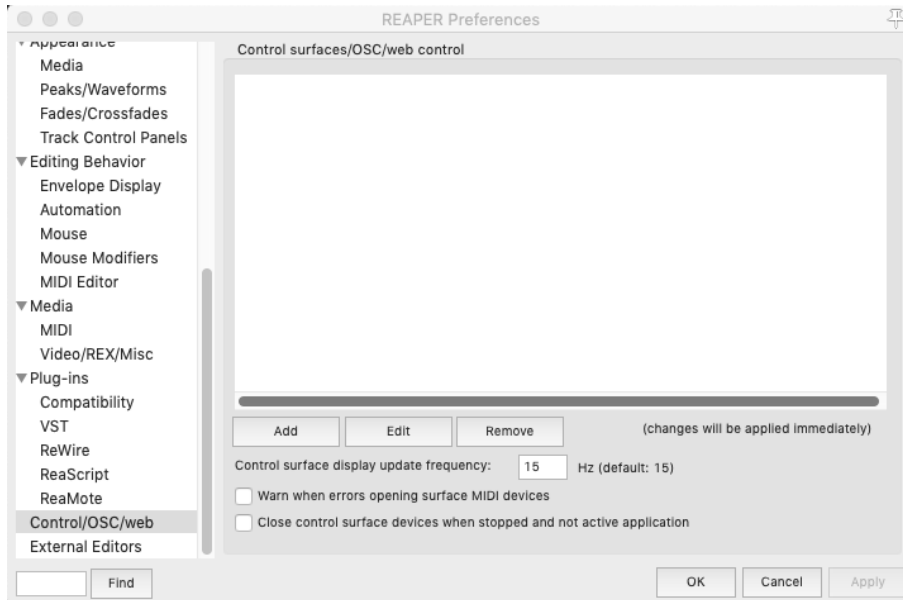 REAPER Preferences
Appearance
Media
Peaks/Waveforms
Fades/Crossfades
Track Control Panels
Editing Behavior
Envelope Display
Automation
Mouse
Mouse Modifiers
MIDI Editor
Media
MIDI
Video/REX/Misc
Plug-ins
Compatibility
VST
ReWire
ReaScript
ReaMote
Control/OSC/web
External Editors
Find
Control surfaces/OSC/web control
Add Edit Remove (changes will be applied immediately)
Control surface display update frequency: 15 Hz (default: 15)
Warn when errors opening surface MIDI devices
Close control surface devices when stopped and not active application
OK Cancel Apply